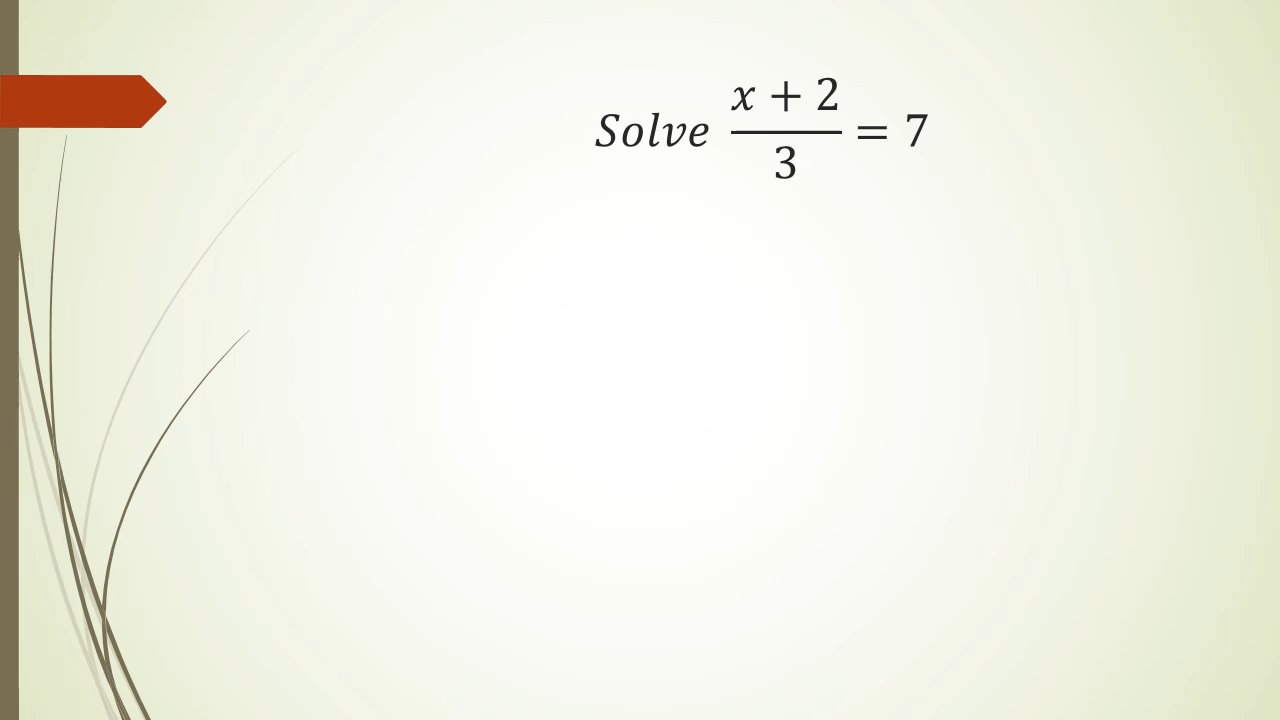 Solve (x + 2)/3 = 7